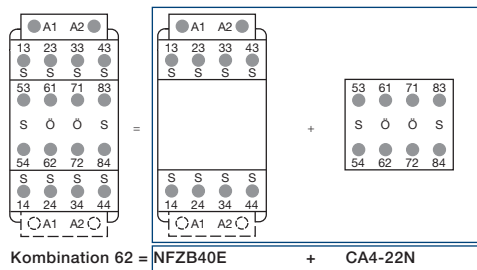 A1 A2 A1 A2
13 23 33 43 13 23 33 43
S S S S S S S S
53 61 71 83 53 61 71 83
S Ö Ö S = + S Ö Ö S
54 62 72 84 54 62 72 84
S S S S S S S S
14 24 34 44 14 24 34 44
A1 A2 A1 A2
Kombination 62 = NFZB40E + CA4-22N